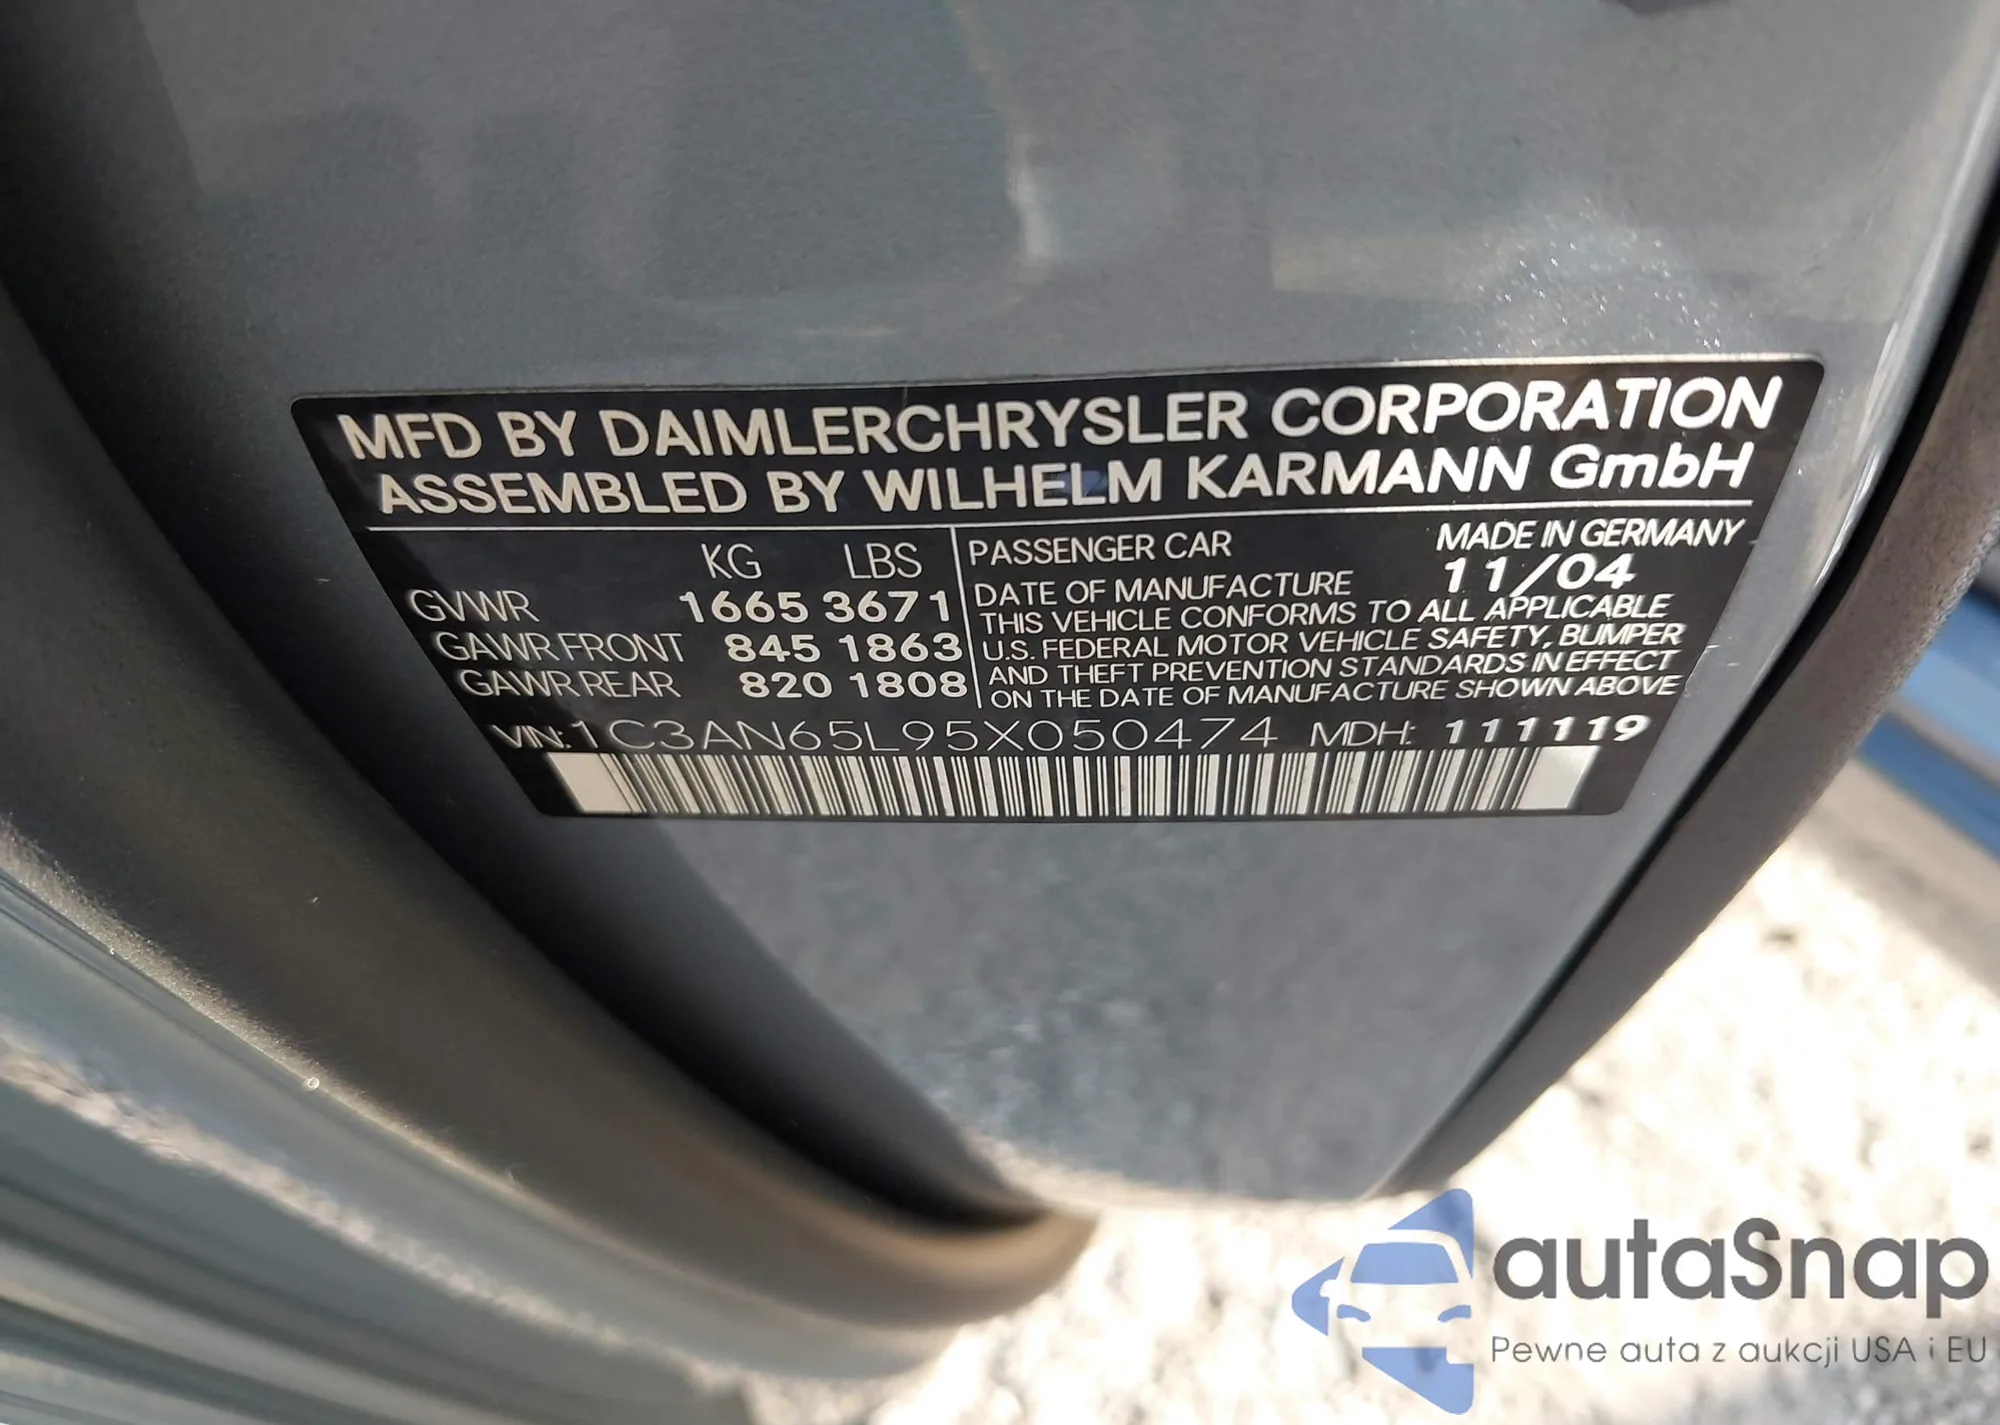 MFD BY DAIMLERCHRYSLER CORPORATION
ASSEMBLED BY WILHELM KARMANN GmbH
KG LBS
GVWR 1665 3671
GAWR FRONT 845 1863
GAWR REAR 820 1808
PASSENGER CAR MADE IN GERMANY
DATE OF MANUFACTURE 11/04
THIS VEHICLE CONFORMS TO ALL APPLICABLE
U.S. FEDERAL MOTOR VEHICLE SAFETY, BUMPER
AND THEFT PREVENTION STANDARDS IN EFFECT
ON THE DATE OF MANUFACTURE SHOWN ABOVE
VIN: 1C3AN65L95X050474 MDH: 111119
autaSnap
Pewne auta z aukcji USA i EU